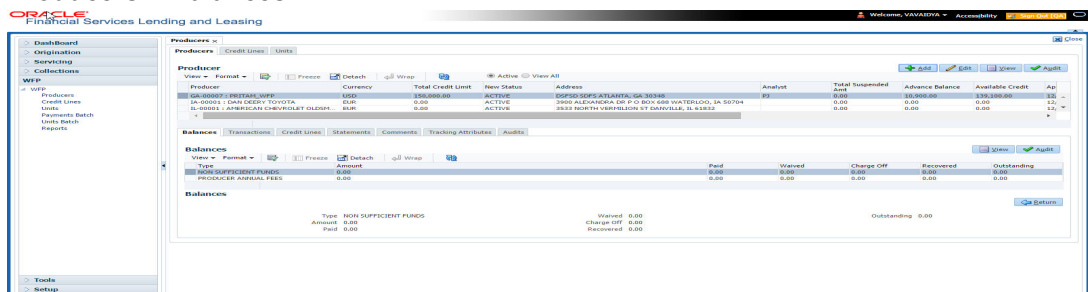 ORACLE
Financial Services Lending and Leasing
Welcome, VAVAIDYA Accessibility Sign Out
Close
DashBoard
Origination
Servicing
Collections
WFP
WFP
Producers
Credit Lines
Units
Payments Batch
Units Batch
Reports
Tools
Setup
Producers x
Producers Credit Lines Units
Producer
Add Edit View Audit
View Format Freeze Detach Wrap Active View All
Producer Currency Total Credit Limit New Status Address Analyst Total Suspended Amt Advance Balance Available Credit Ap
GA-00007 : PRITAM_WFP USD 150,000.00 ACTIVE DSFSD SDFS ATLANTA, GA 30348 PJ 0.00 10,900.00 139,100.00 12,
IA-00001 : DAN DEERY TOYOTA EUR 0.00 ACTIVE 3900 ALEXANDRA DR P O BOX 688 WATERLOO, IA 50704 0.00 0.00 0.00 12,
IL-00001 : AMERICAN CHEVROLET OLDSM... EUR 0.00 ACTIVE 3533 NORTH VERMILION ST DANVILLE, IL 61832 0.00 0.00 0.00 12,
Balances Transactions Credit Lines Statements Comments Tracking Attributes Audits
Balances
View Audit
View Format Freeze Detach Wrap
Type Amount Paid Waived Charge Off Recovered Outstanding
NON SUFFICIENT FUNDS 0.00 0.00 0.00 0.00 0.00 0.00
PRODUCER ANNUAL FEES 0.00 0.00 0.00 0.00 0.00 0.00
Balances
Return
Type NON SUFFICIENT FUNDS Waived 0.00 Outstanding 0.00
Amount 0.00 Charge Off 0.00
Paid 0.00 Recovered 0.00